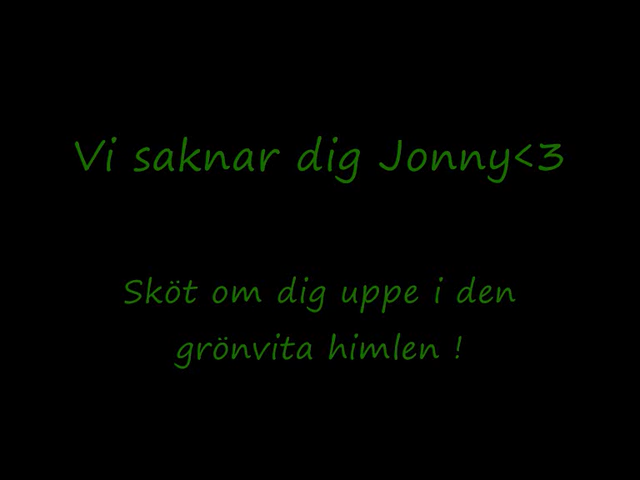 Vi saknar dig Jonny<3
Sköt om dig uppe i den
grönvita himlen !